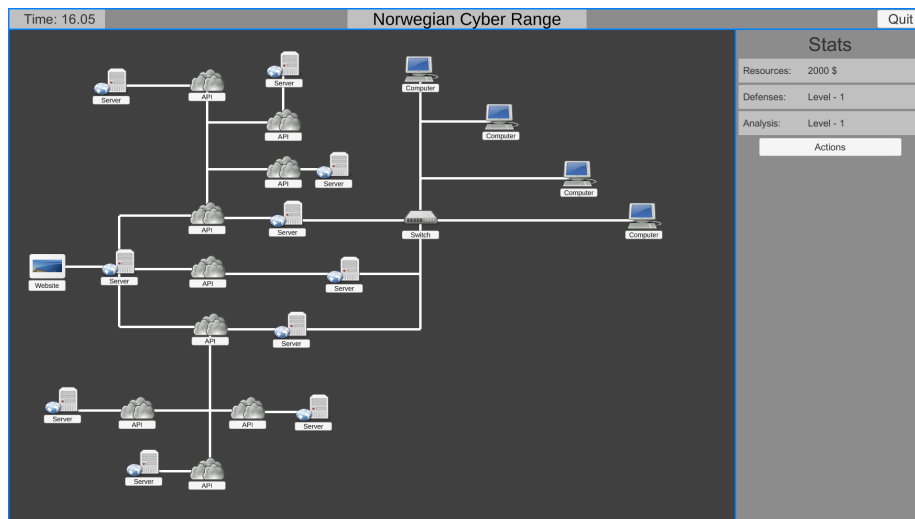 Time: 16.05
Norwegian Cyber Range
Quit
Stats
Resources: 2000 $
Defenses: Level - 1
Analysis: Level - 1
Actions
Server
API
Server
Computer
API
Computer
API
Server
Computer
API
Server
Switch
Computer
Website
Server
API
Server
API
Server
Server
API
API
Server
Server
API